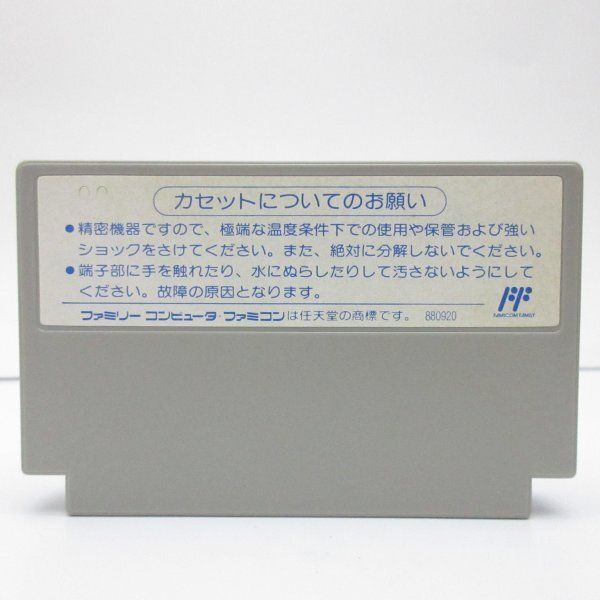 カセットについてのお願い
●精密機器ですので、極端な温度条件下での使用や保管および強い
ショックをさけてください。また、絶対に分解しないでください。
●端子部に手を触れたり、水にぬらしたりして汚さないようにして
ください。故障の原因となります。
ファミリーコンピュータ・ファミコンは任天堂の商標です。 880920
FAMICOM FAMILY